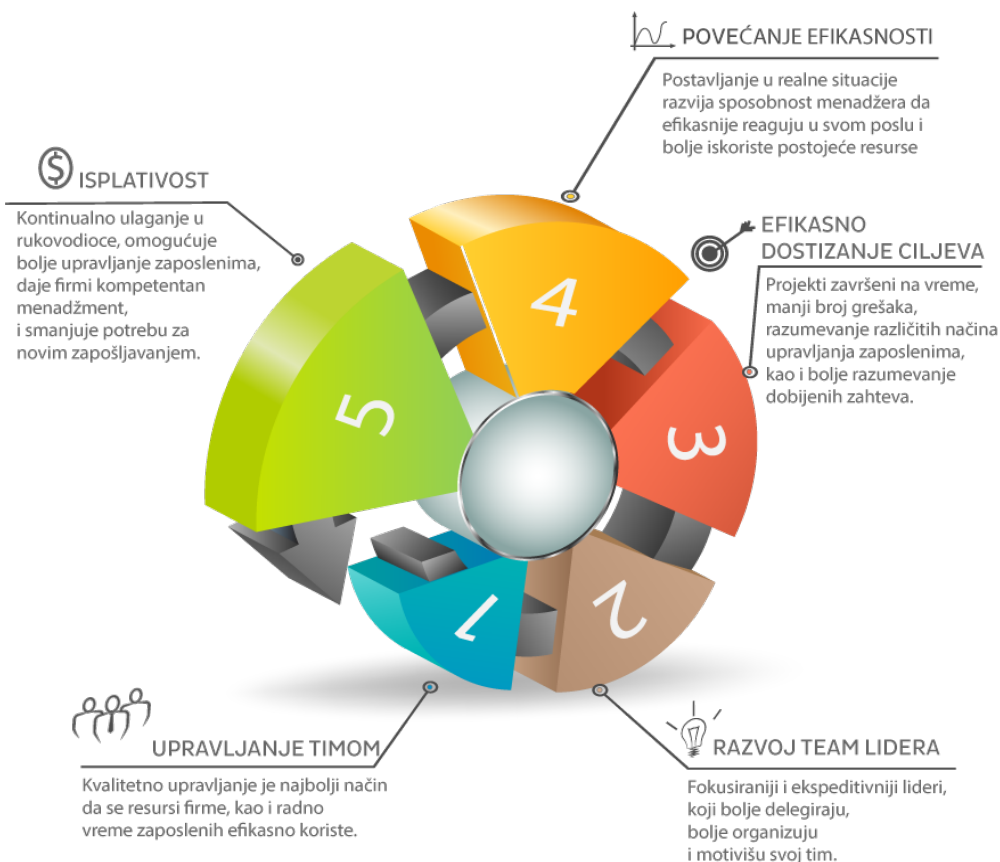 POVEĆANJE EFIKASNOSTI
Postavljanje u realne situacije
razvija sposobnost menadžera da
efikasnije reaguju u svom poslu i
bolje iskoriste postojeće resurse
$ ISPLATIVOST
Kontinualno ulaganje u
rukovodioce, omogućuje
bolje upravljanje zaposlenima,
daje firmi kompetentan
menadžment,
i smanjuje potrebu za
novim zapošljavanjem.
EFIKASNO
DOSTIZANJE CILJEVA
Projekti završeni na vreme,
manji broj grešaka,
razumevanje različitih načina
upravljanja zaposlenima,
kao i bolje razumevanje
dobijenih zahteva.
4
5
3
1
2
UPRAVLJANJE TIMOM
Kvalitetno upravljanje je najbolji način
da se resursi firme, kao i radno
vreme zaposlenih efikasno koriste.
RAZVOJ TEAM LIDERA
Fokusiraniji i ekspeditivniji lideri,
koji bolje delegiraju,
bolje organizuju
i motivišu svoj tim.